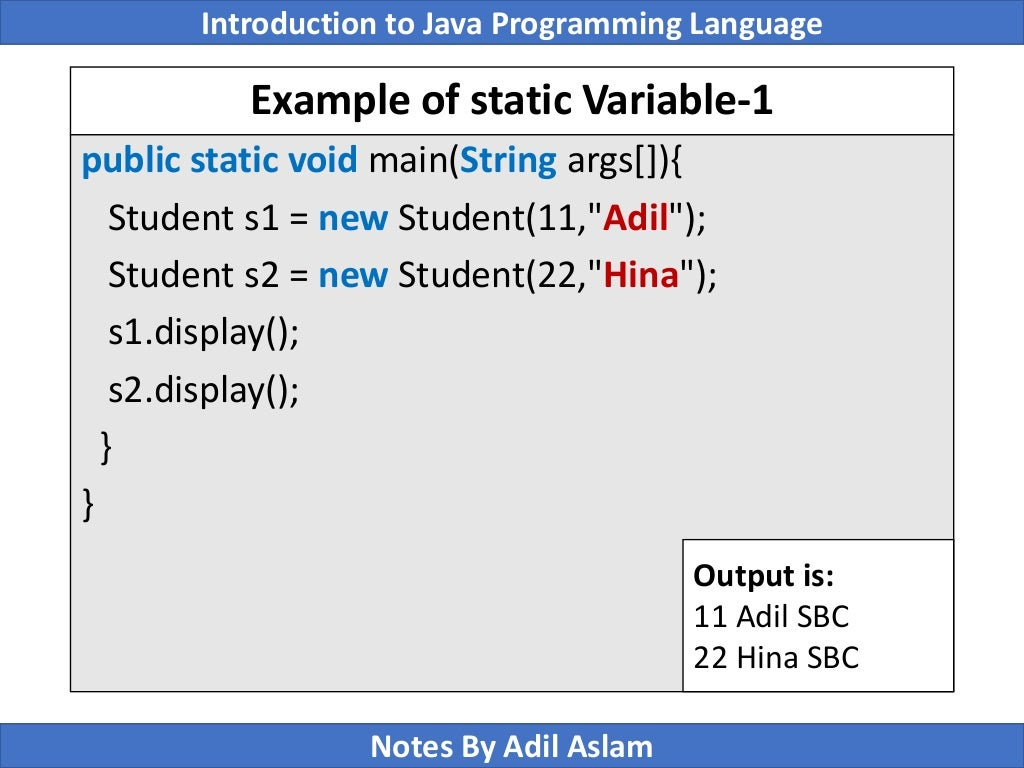 Introduction to Java Programming Language
Example of static Variable-1
public static void main(String args[]){
Student s1 = new Student(11,"Adil");
Student s2 = new Student(22,"Hina");
s1.display();
s2.display();
}
}
Output is:
11 Adil SBC
22 Hina SBC
Notes By Adil Aslam